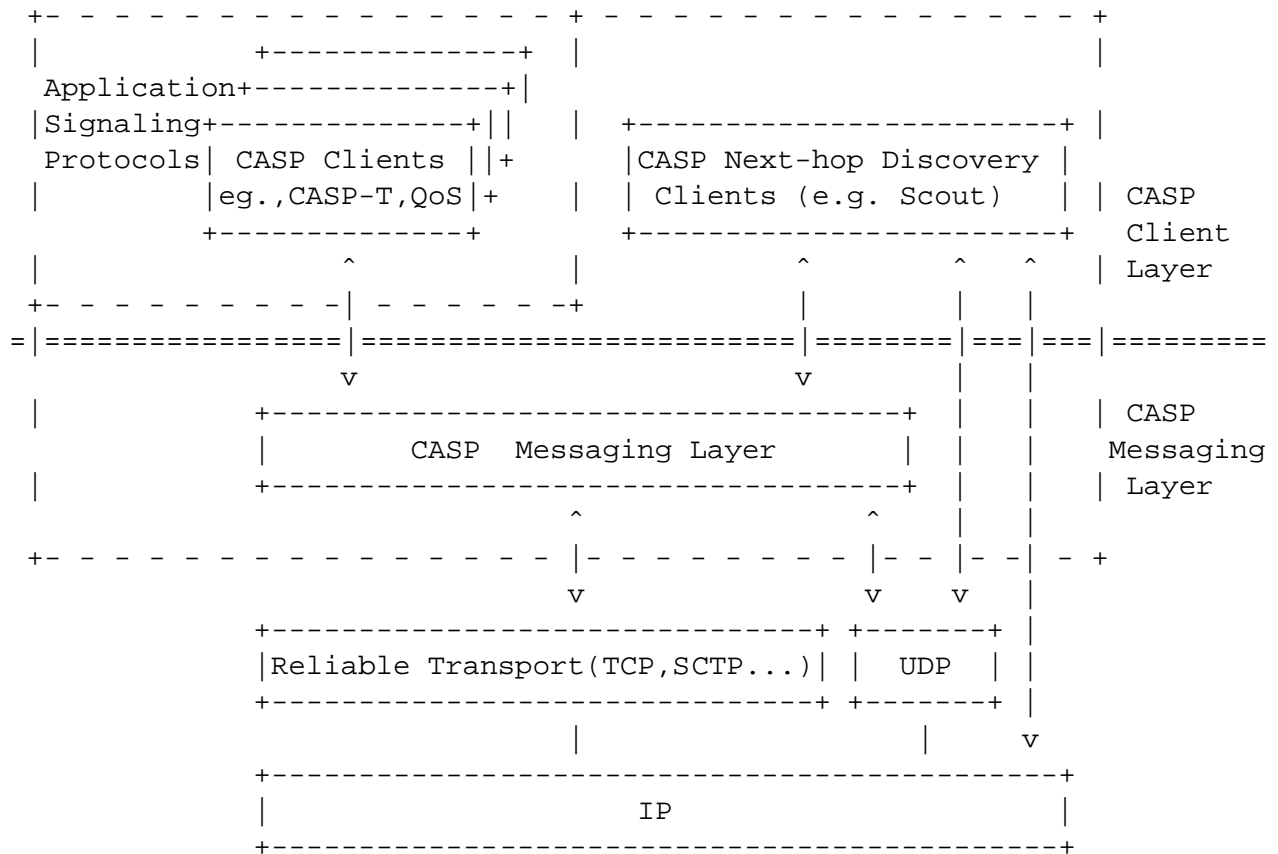 Application
Signaling
Protocols CASP Clients CASP Next-hop Discovery
eg.,CASP-T,QoS Clients (e.g. Scout) CASP
Client
Layer
CASP
CASP Messaging Layer Messaging
Layer
Reliable Transport(TCP,SCTP...) UDP
IP